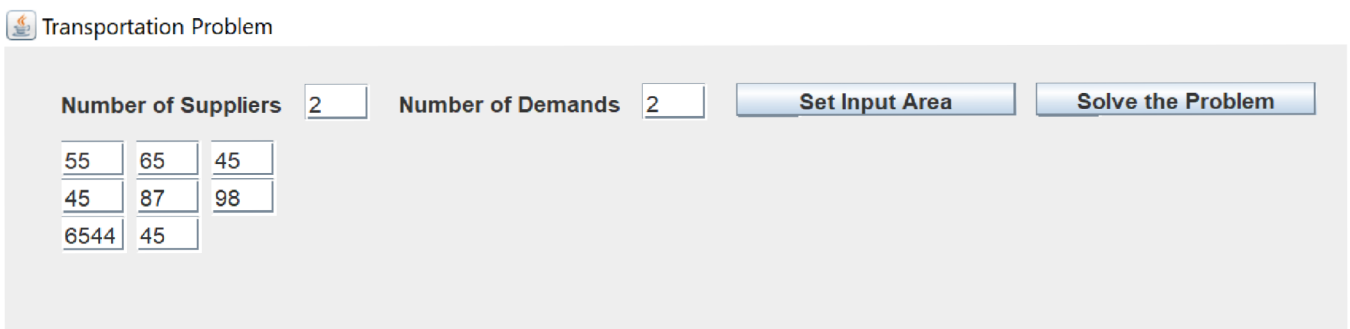 Transportation Problem
Number of Suppliers 2 Number of Demands 2 Set Input Area Solve the Problem
55 65 45
45 87 98
6544 45